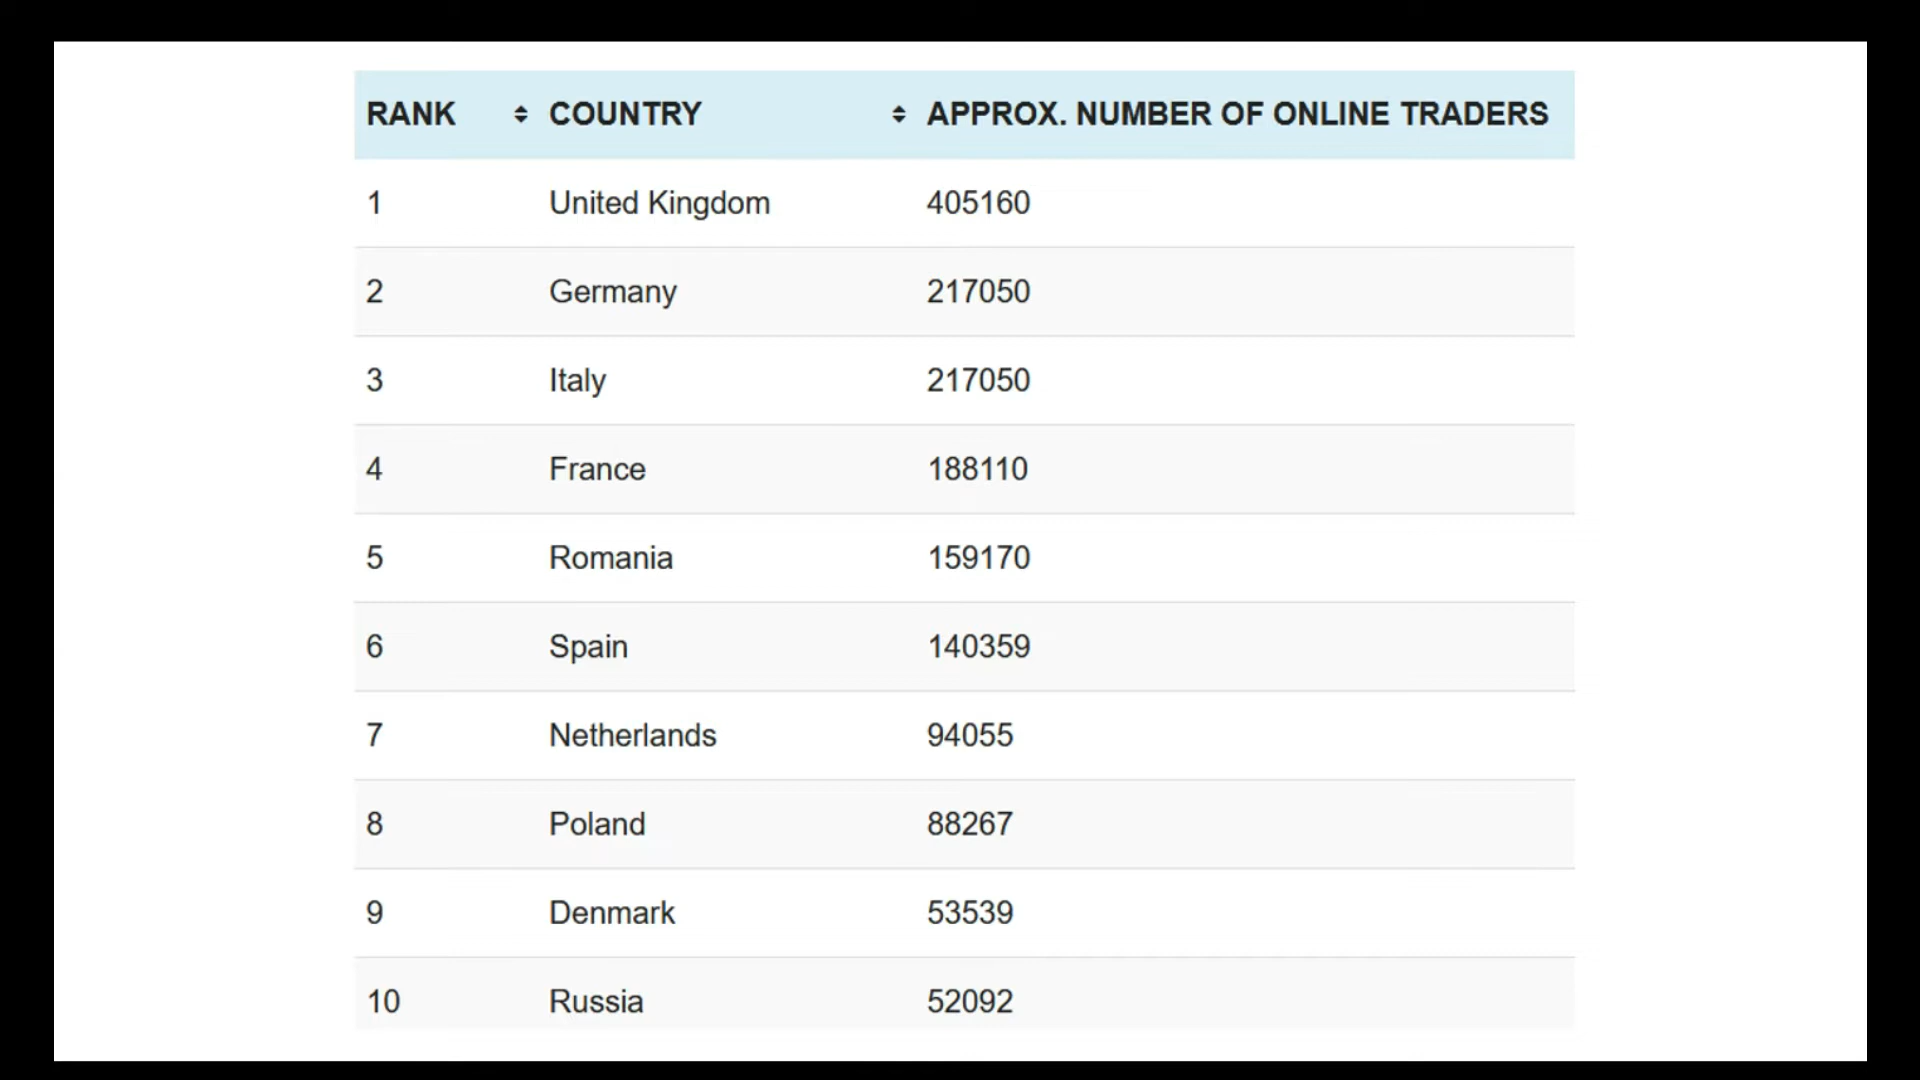 RANK COUNTRY APPROX. NUMBER OF ONLINE TRADERS
1 United Kingdom 405160
2 Germany 217050
3 Italy 217050
4 France 188110
5 Romania 159170
6 Spain 140359
7 Netherlands 94055
8 Poland 88267
9 Denmark 53539
10 Russia 52092